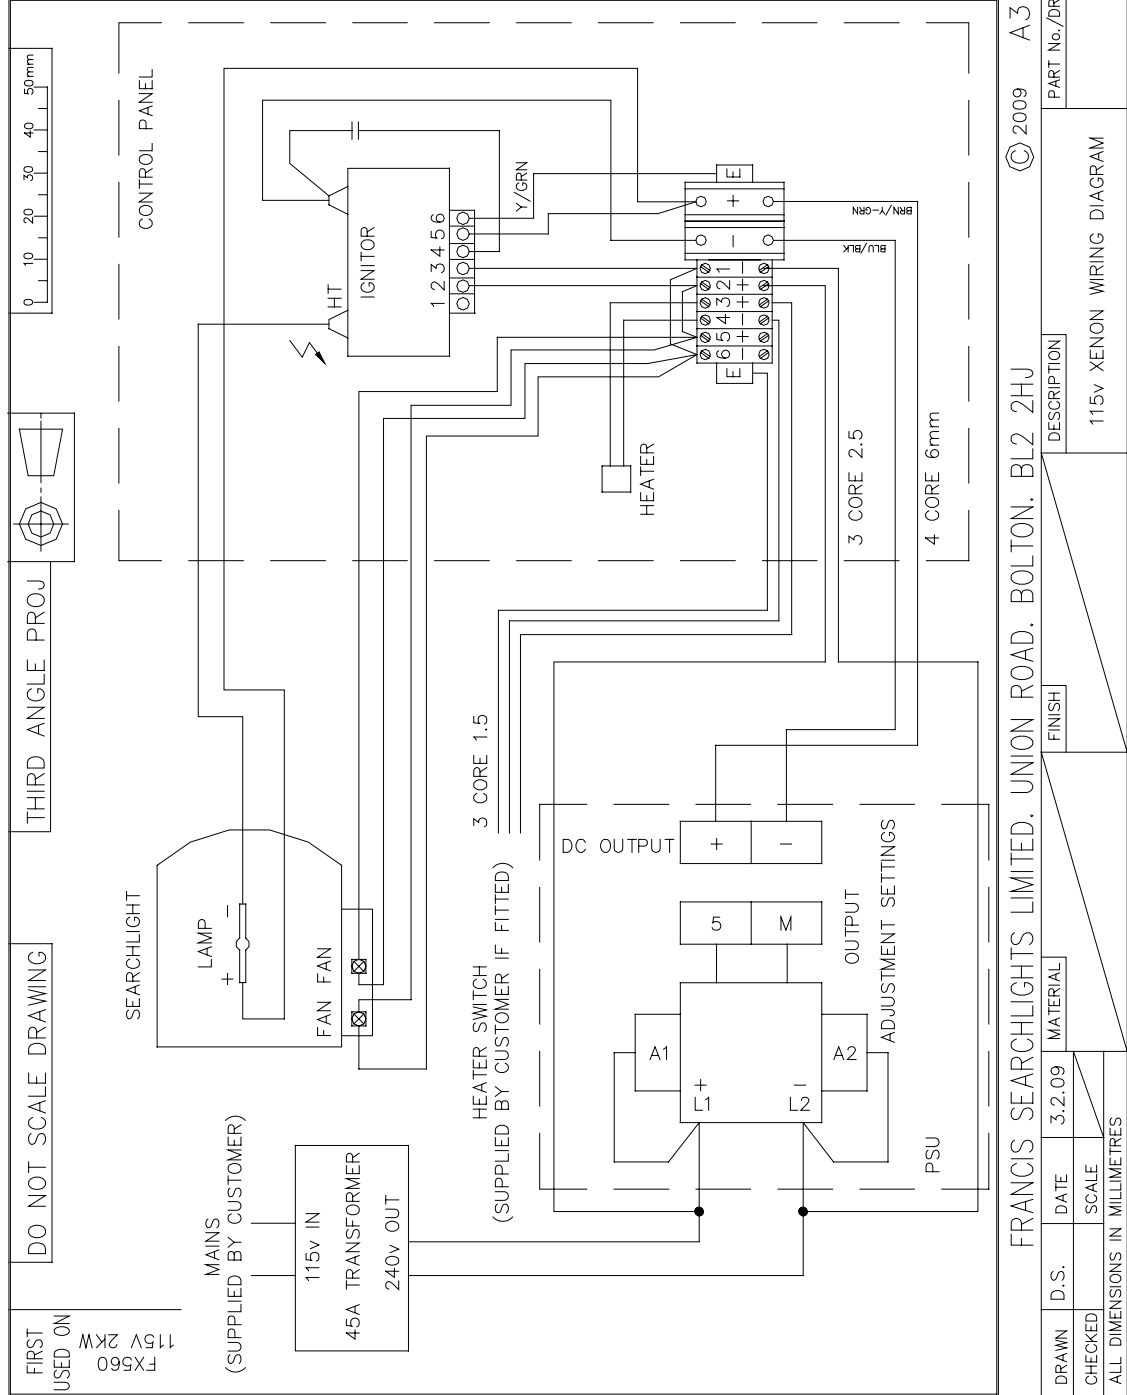 0 10 20 30 40 50mm
THIRD ANGLE PROJ
DO NOT SCALE DRAWING
FIRST
USED ON
FX560
115V 2KW
CONTROL PANEL
HT
IGNITOR
1 2 3 4 5 6
Y/GRN
E
+
−
BRN/Y-GRN
BLU/BLK
1 −
2 +
3 +
4 −
5 +
6 −
E
HEATER
3 CORE 2.5
4 CORE 6mm
SEARCHLIGHT
LAMP
+ −
FAN FAN
3 CORE 1.5
HEATER SWITCH
(SUPPLIED BY CUSTOMER IF FITTED)
MAINS
(SUPPLIED BY CUSTOMER)
115v IN
45A TRANSFORMER
240v OUT
DC OUTPUT
+ −
5 M
OUTPUT
ADJUSTMENT SETTINGS
A1
A2
+
L1
−
L2
PSU
FRANCIS SEARCHLIGHTS LIMITED. UNION ROAD. BOLTON. BL2 2HJ
© 2009 A3
DRAWN D.S. DATE 3.2.09 MATERIAL FINISH DESCRIPTION PART No./DR
CHECKED SCALE
115v XENON WIRING DIAGRAM
ALL DIMENSIONS IN MILLIMETRES